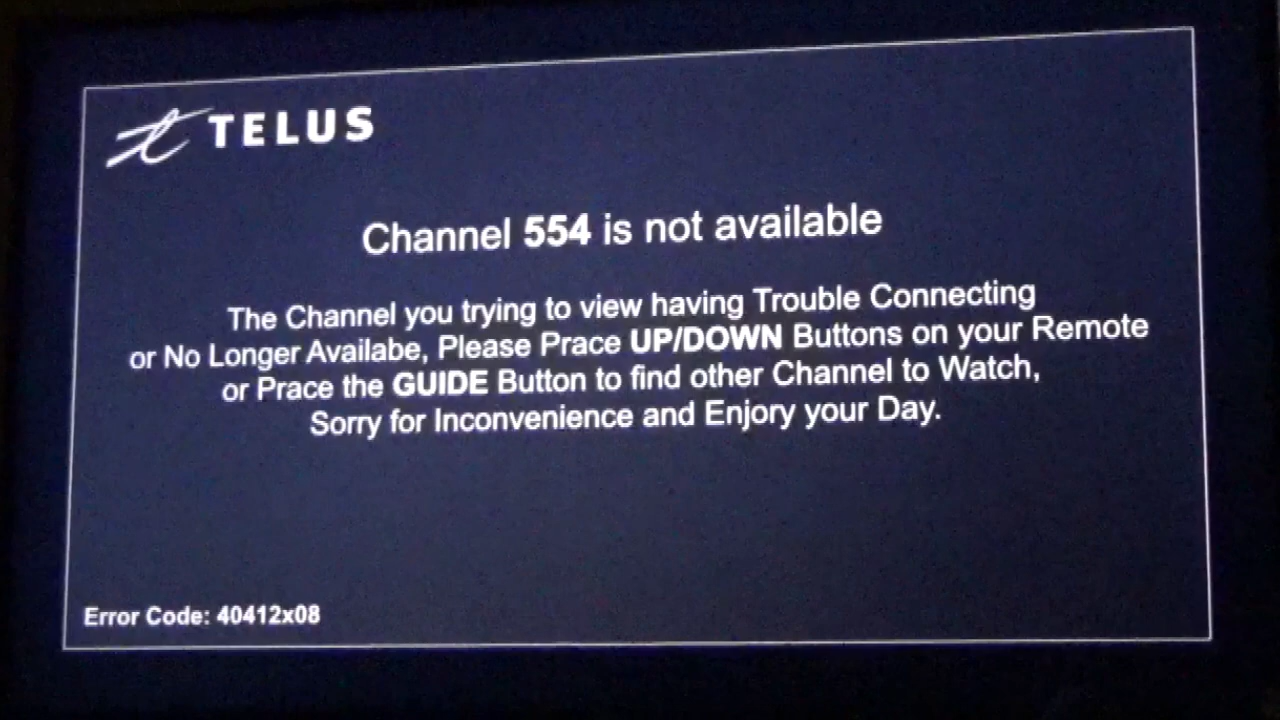 TELUS
Channel 554 is not available
The Channel you trying to view having Trouble Connecting
or No Longer Availabe, Please Prace UP/DOWN Buttons on your Remote
or Prace the GUIDE Button to find other Channel to Watch,
Sorry for Inconvenience and Enjory your Day.
Error Code: 40412x08